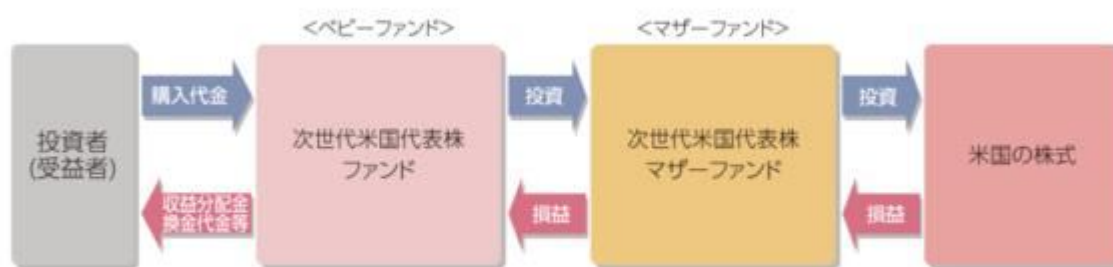 <ベビーファンド>
<マザーファンド>
投資者
(受益者)
購入代金
収益分配金
換金代金等
次世代米国代表株
ファンド
投資
損益
次世代米国代表株
マザーファンド
投資
損益
米国の株式